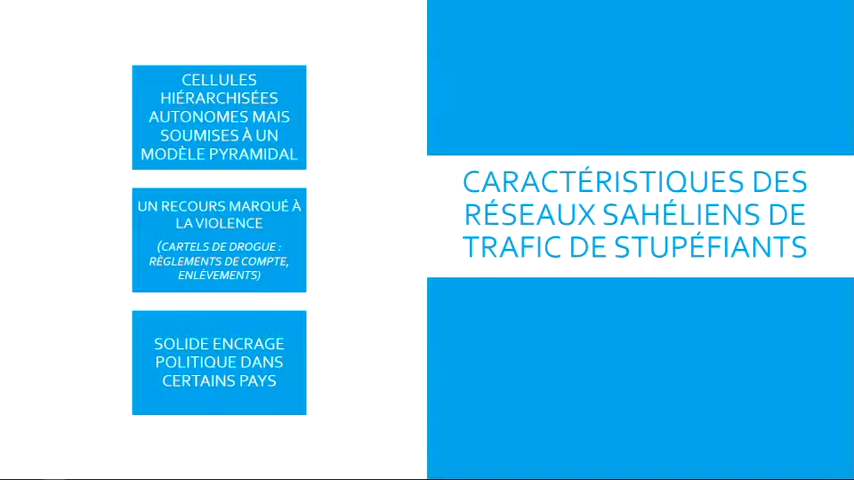 CELLULES
HIÉRARCHISÉES
AUTONOMES MAIS
SOUMISES À UN
MODÈLE PYRAMIDAL
UN RECOURS MARQUÉ À
LA VIOLENCE
(CARTELS DE DROGUE :
RÈGLEMENTS DE COMPTE,
ENLÈVEMENTS)
SOLIDE ENCRAGE
POLITIQUE DANS
CERTAINS PAYS
CARACTÉRISTIQUES DES
RÉSEAUX SAHÉLIENS DE
TRAFIC DE STUPÉFIANTS